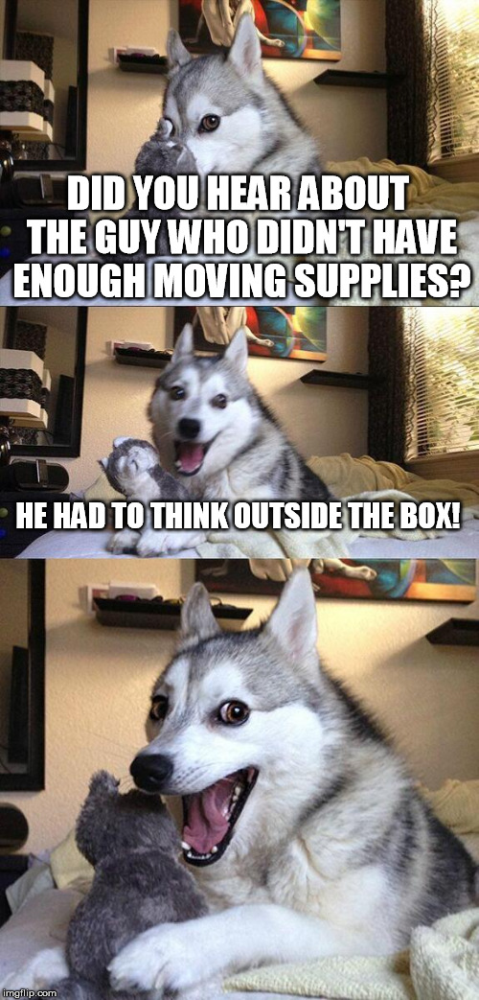 DID YOU HEAR ABOUT
THE GUY WHO DIDN'T HAVE
ENOUGH MOVING SUPPLIES?
HE HAD TO THINK OUTSIDE THE BOX!
imgflip.com